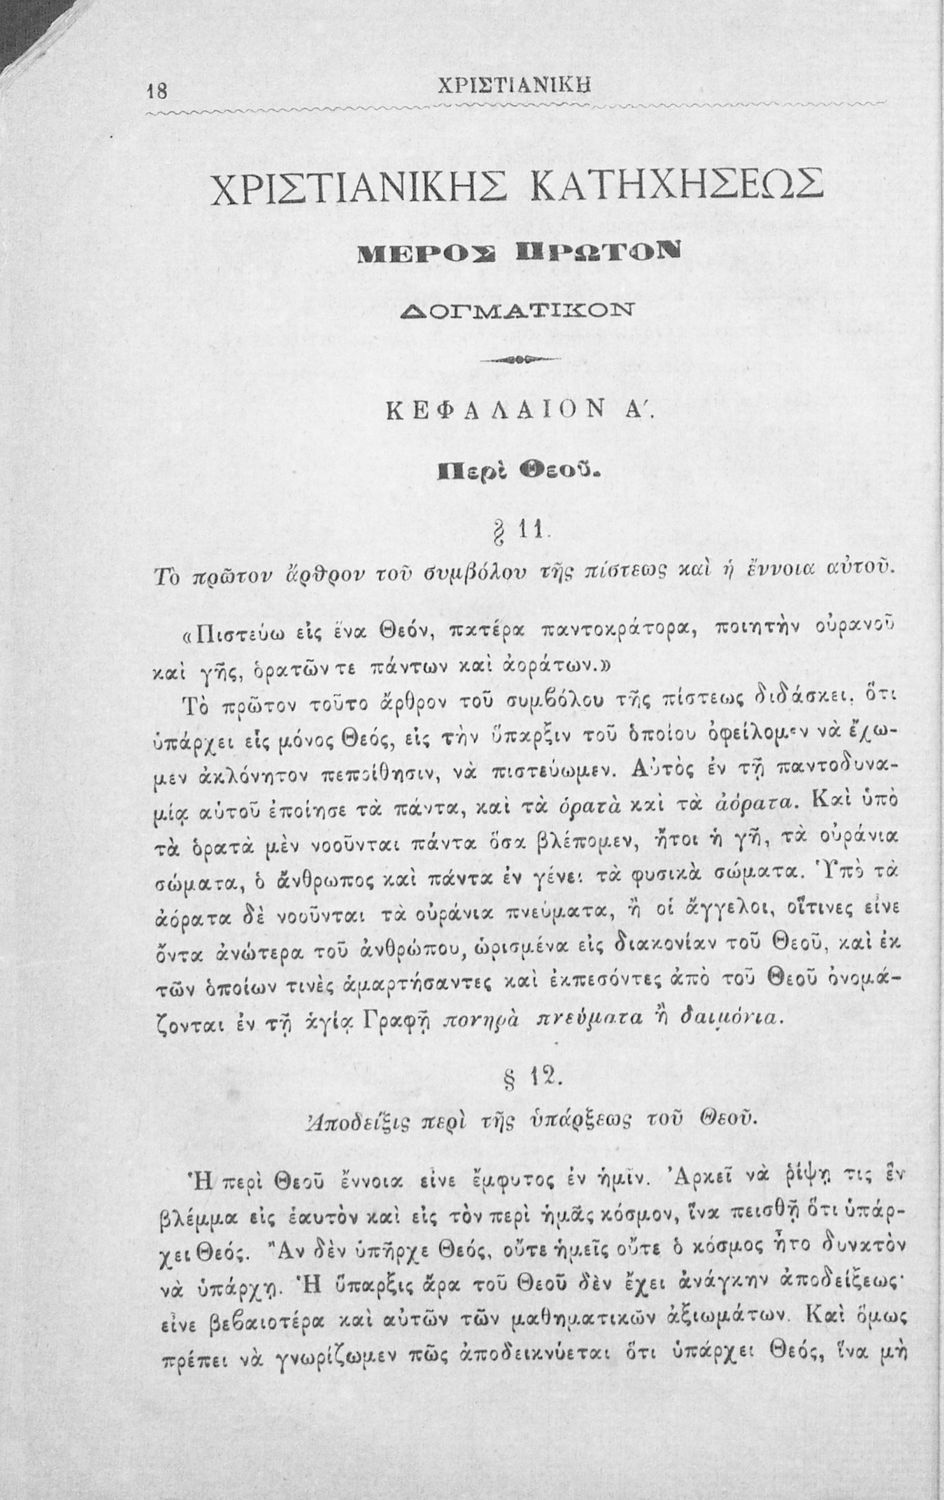 18 ΧΡΙΣΤΙΑΝΙΚΗ
ΧΡΙΣΤΙΑΝΙΚΗΣ ΚΑΤΗΧΗΣΕΩΣ
ΜΕΡΟΣ ΠΡΩΤΟΝ
ΔΟΓΜΑΤΙΚΟΝ
ΚΕΦΑΛΑΙΟΝ Α΄.
Περὶ Θεοῦ.
§ 11.
Τὸ πρῶτον ἄρθρον τοῦ συμβόλου τῆς πίστεως καὶ ἡ ἔννοια αὐτοῦ.
«Πιστεύω εἰς ἕνα Θεόν, πατέρα παντοκράτορα, ποιητὴν οὐρανοῦ
καὶ γῆς, ὁρατῶν τε πάντων καὶ ἀοράτων.»
Τὸ πρῶτον τοῦτο ἄρθρον τοῦ συμβόλου τῆς πίστεως διδάσκει, ὅτι
ὑπάρχει εἷς μόνος Θεός, εἰς τὴν ὕπαρξιν τοῦ ὁποίου ὀφείλομεν νὰ ἔχω-
μεν ἀκλόνητον πεποίθησιν, νὰ πιστεύωμεν. Αὐτὸς ἐν τῇ παντοδυνα-
μίᾳ αὑτοῦ ἐποίησε τὰ πάντα, καὶ τὰ ὁρατὰ καὶ τὰ ἀόρατα. Καὶ ὑπὸ
τὰ ὁρατὰ μὲν νοοῦνται πάντα ὅσα βλέπομεν, ἤτοι ἡ γῆ, τὰ οὐράνια
σώματα, ὁ ἄνθρωπος καὶ πάντα ἐν γένει τὰ φυσικὰ σώματα. Ὑπὸ τὰ
ἀόρατα δὲ νοοῦνται τὰ οὐράνια πνεύματα, ἢ οἱ ἄγγελοι, οἵτινες εἶνε
ὄντα ἀνώτερα τοῦ ἀνθρώπου, ὡρισμένα εἰς διακονίαν τοῦ Θεοῦ, καὶ ἐκ
τῶν ὁποίων τινὲς ἁμαρτήσαντες καὶ ἐκπεσόντες ἀπὸ τοῦ Θεοῦ ὀνομά-
ζονται ἐν τῇ ἁγίᾳ Γραφῇ πονηρὰ πνεύματα ἢ δαιμόνια.
§ 12.
Ἀποδείξις περὶ τῆς ὑπάρξεως τοῦ Θεοῦ.
Ἡ περὶ Θεοῦ ἔννοια εἶνε ἔμφυτος ἐν ἡμῖν. Ἀρκεῖ νὰ ῥίψῃ τις ἓν
βλέμμα εἰς ἑαυτὸν καὶ εἰς τὸν περὶ ἡμᾶς κόσμον, ἵνα πεισθῇ ὅτι ὑπάρ-
χει Θεός. Ἂν δὲν ὑπῆρχε Θεός, οὔτε ἡμεῖς οὔτε ὁ κόσμος ἦτο δυνατὸν
νὰ ὑπάρχῃ. Ἡ ὕπαρξις ἄρα τοῦ Θεοῦ δὲν ἔχει ἀνάγκην ἀποδείξεως·
εἶνε βεβαιοτέρα καὶ αὐτῶν τῶν μαθηματικῶν ἀξιωμάτων. Καὶ ὅμως
πρέπει νὰ γνωρίζωμεν πῶς ἀποδεικνύεται ὅτι ὑπάρχει Θεός, ἵνα μὴ